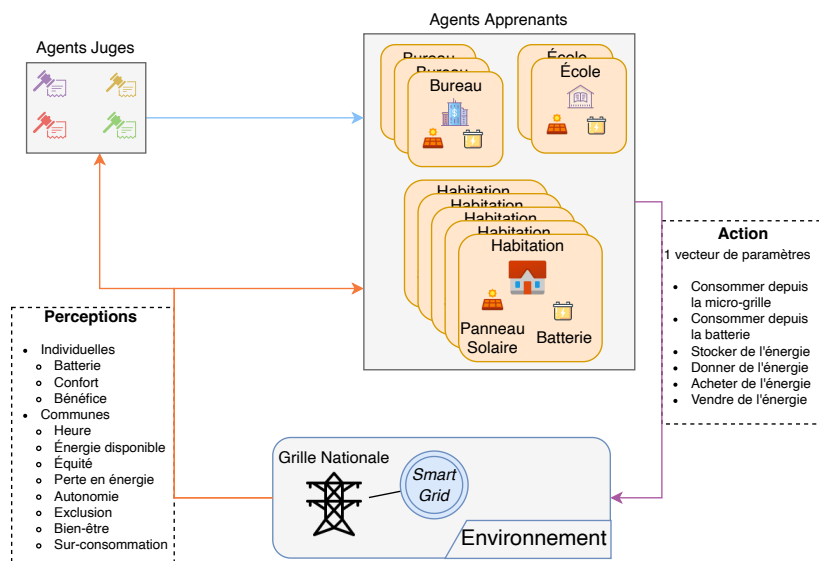 Agents Apprenants
Agents Juges
Bureau
Bureau
Bureau
École
École
Habitation
Habitation
Habitation
Habitation
Habitation
Panneau
Solaire
Batterie
Action
1 vecteur de paramètres
• Consommer depuis
la micro-grille
• Consommer depuis
la batterie
• Stocker de l'énergie
• Donner de l'énergie
• Acheter de l'énergie
• Vendre de l'énergie
Perceptions
• Individuelles
Batterie
Confort
Bénéfice
• Communes
Heure
Énergie disponible
Équité
Perte en énergie
Autonomie
Exclusion
Bien-être
Sur-consommation
Grille Nationale
Smart
Grid
Environnement